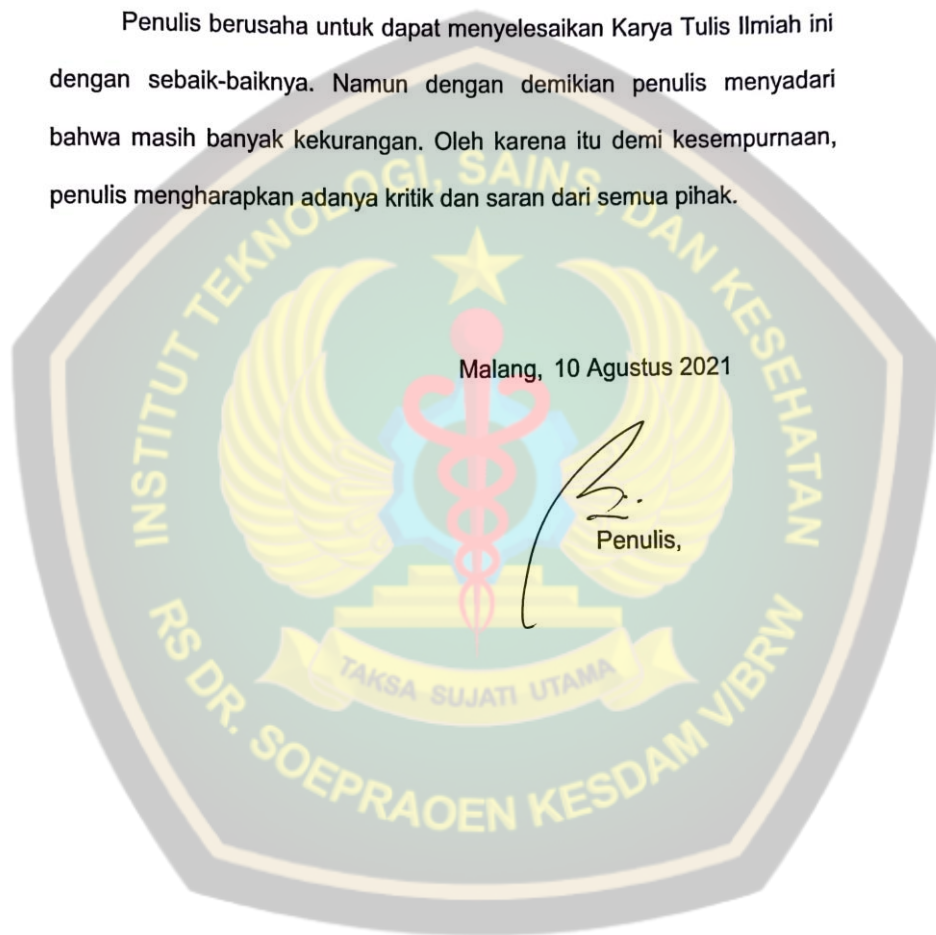 Penulis berusaha untuk dapat menyelesaikan Karya Tulis Ilmiah ini
dengan sebaik-baiknya. Namun dengan demikian penulis menyadari
bahwa masih banyak kekurangan. Oleh karena itu demi kesempurnaan,
penulis mengharapkan adanya kritik dan saran dari semua pihak.
INSTITUT TEKNOLOGI, SAINS, DAN KESEHATAN
Malang, 10 Agustus 2021
Penulis,
TAKSA SUJATI UTAMA
RS DR. SOEPRAOEN KESDAM V/BRW